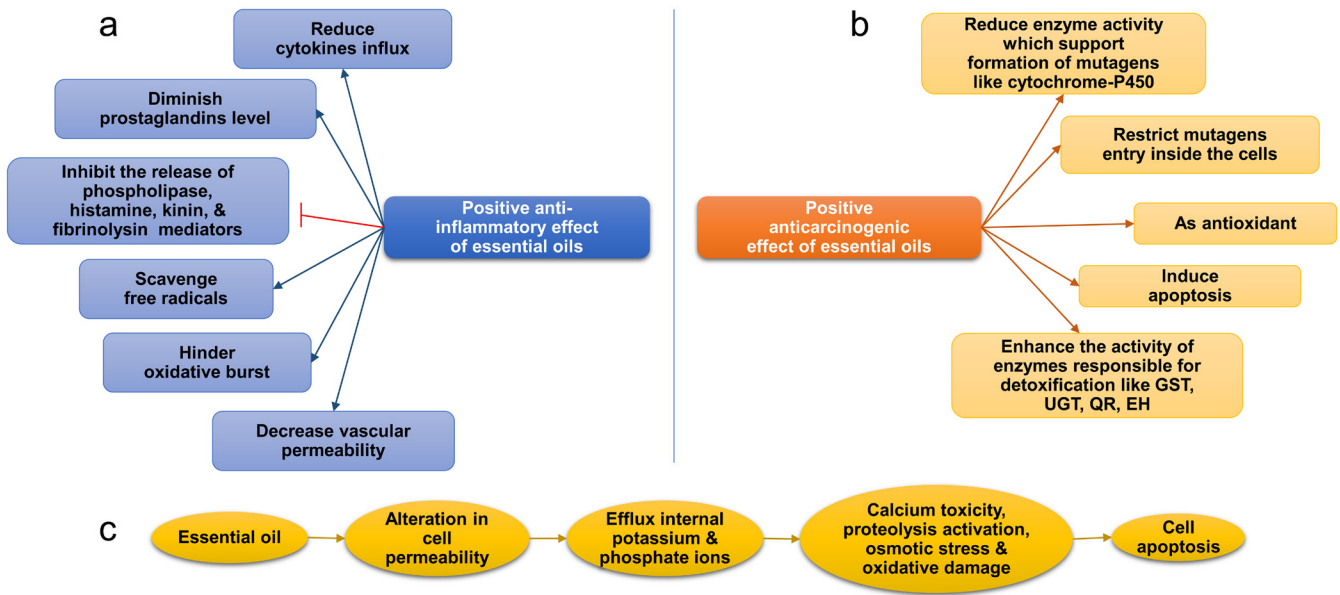 a
Reduce
cytokines influx
Diminish
prostaglandins level
Inhibit the release of
phospholipase,
histamine, kinin, &
fibrinolysin mediators
Scavenge
free radicals
Hinder
oxidative burst
Decrease vascular
permeability
Positive anti-
inflammatory effect
of essential oils
b
Positive
anticarcinogenic
effect of essential oils
Reduce enzyme activity
which support
formation of mutagens
like cytochrome-P450
Restrict mutagens
entry inside the cells
As antioxidant
Induce
apoptosis
Enhance the activity of
enzymes responsible for
detoxification like GST,
UGT, QR, EH
c
Essential oil
Alteration in
cell
permeability
Efflux internal
potassium &
phosphate ions
Calcium toxicity,
proteolysis activation,
osmotic stress &
oxidative damage
Cell
apoptosis